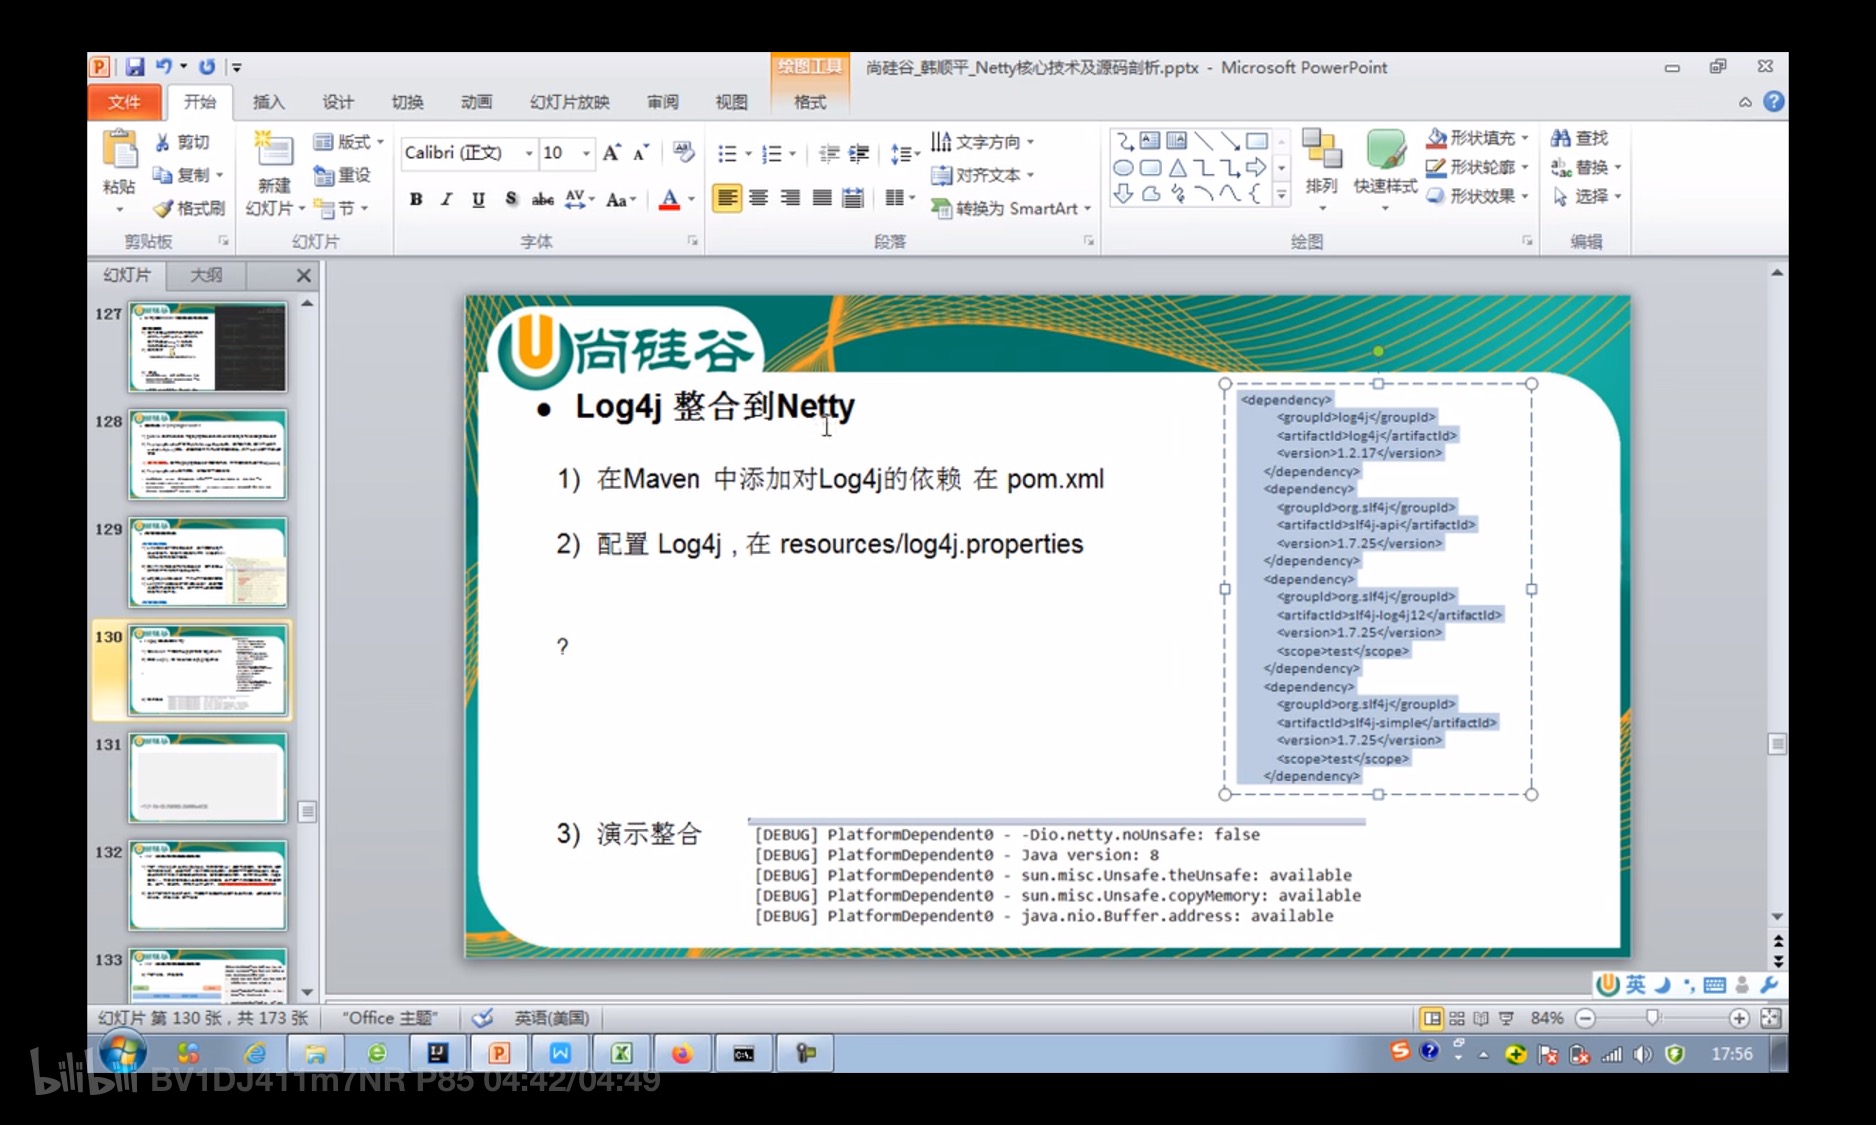 尚硅谷_韩顺平_Netty核心技术及源码剖析.pptx - Microsoft PowerPoint
绘图工具
文件 开始 插入 设计 切换 动画 幻灯片放映 审阅 视图 格式
粘贴 剪切 复制 格式刷
剪贴板
新建 幻灯片 版式 重设 节
幻灯片
Calibri (正文) 10
B I U S abc AV Aa A
字体
文字方向
对齐文本
转换为 SmartArt
段落
排列 快速样式
形状填充
形状轮廓
形状效果
绘图
查找
替换
选择
编辑
幻灯片 大纲
127
128
129
130
131
132
133
尚硅谷
● Log4j 整合到Netty
1) 在Maven 中添加对Log4j的依赖 在 pom.xml
2) 配置 Log4j , 在 resources/log4j.properties
?
<dependency>
<groupId>log4j</groupId>
<artifactId>log4j</artifactId>
<version>1.2.17</version>
</dependency>
<dependency>
<groupId>org.slf4j</groupId>
<artifactId>slf4j-api</artifactId>
<version>1.7.25</version>
</dependency>
<dependency>
<groupId>org.slf4j</groupId>
<artifactId>slf4j-log4j12</artifactId>
<version>1.7.25</version>
<scope>test</scope>
</dependency>
<dependency>
<groupId>org.slf4j</groupId>
<artifactId>slf4j-simple</artifactId>
<version>1.7.25</version>
<scope>test</scope>
</dependency>
3) 演示整合
[DEBUG] PlatformDependent0 - -Dio.netty.noUnsafe: false
[DEBUG] PlatformDependent0 - Java version: 8
[DEBUG] PlatformDependent0 - sun.misc.Unsafe.theUnsafe: available
[DEBUG] PlatformDependent0 - sun.misc.Unsafe.copyMemory: available
[DEBUG] PlatformDependent0 - java.nio.Buffer.address: available
英
幻灯片 第 130 张 , 共 173 张 "Office 主题" 英语(美国) 84%
17:56
bilibili BV1DJ411m7NR P85 04:42/04:49